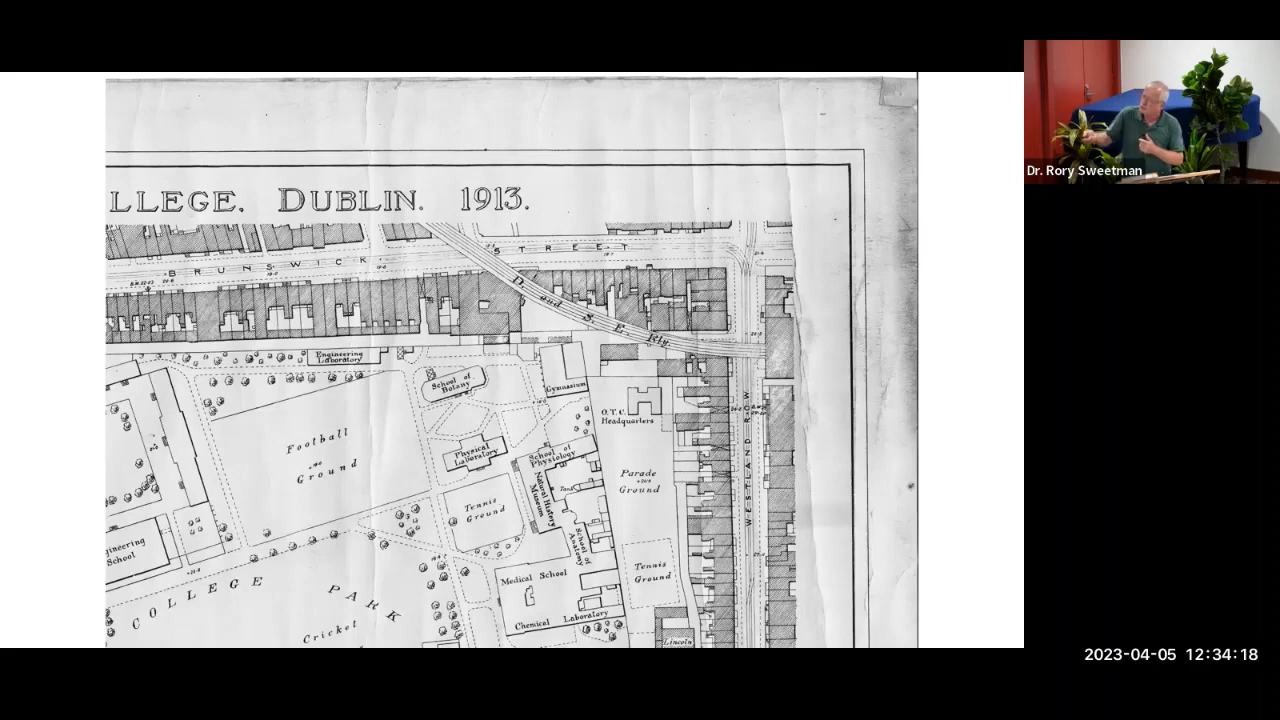 LLEGE, DUBLIN. 1913.
BRUNSWICK STREET
D. and S. E. Rly.
Engineering
Laboratory
School of
Botany
Gymnasium
O.T.C.
Headquarters
Football
Ground
Physical
Laboratory
School of
Physiology
Natural History
Museum
Tank
School of
Anatomy
Parade
Ground
WESTLAND ROW
Tennis
Ground
gineering
School
Tennis
Ground
Medical School
Chemical Laboratory
COLLEGE PARK
Cricket
Lincoln
Dr. Rory Sweetman
2023-04-05 12:34:18